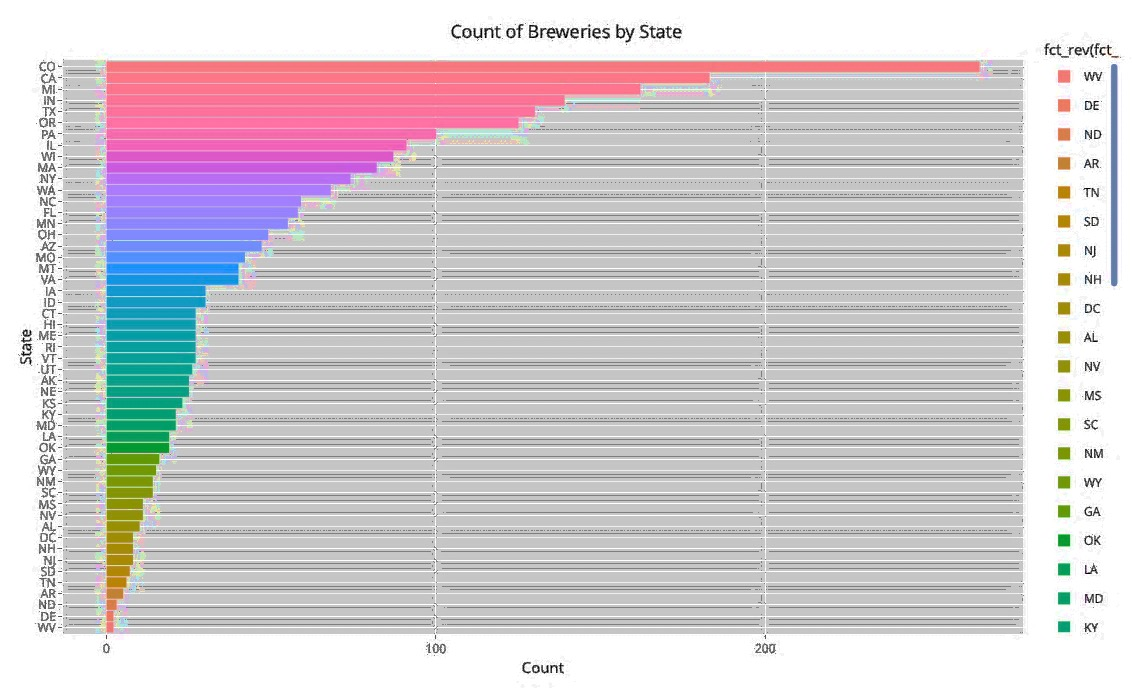 Count of Breweries by State
fct_rev(fct_
CO
CA
MI
IN
TX
OR
PA
IL
WI
MA
NY
WA
NC
FL
MN
OH
AZ
MO
MT
VA
IA
ID
CT
HI
ME
RI
VT
UT
AK
NE
KS
KY
MD
LA
OK
GA
WY
NM
SC
MS
NV
AL
DC
NH
NJ
SD
TN
AR
ND
DE
WV
State
0
100
200
Count
WV
DE
ND
AR
TN
SD
NJ
NH
DC
AL
NV
MS
SC
NM
WY
GA
OK
LA
MD
KY